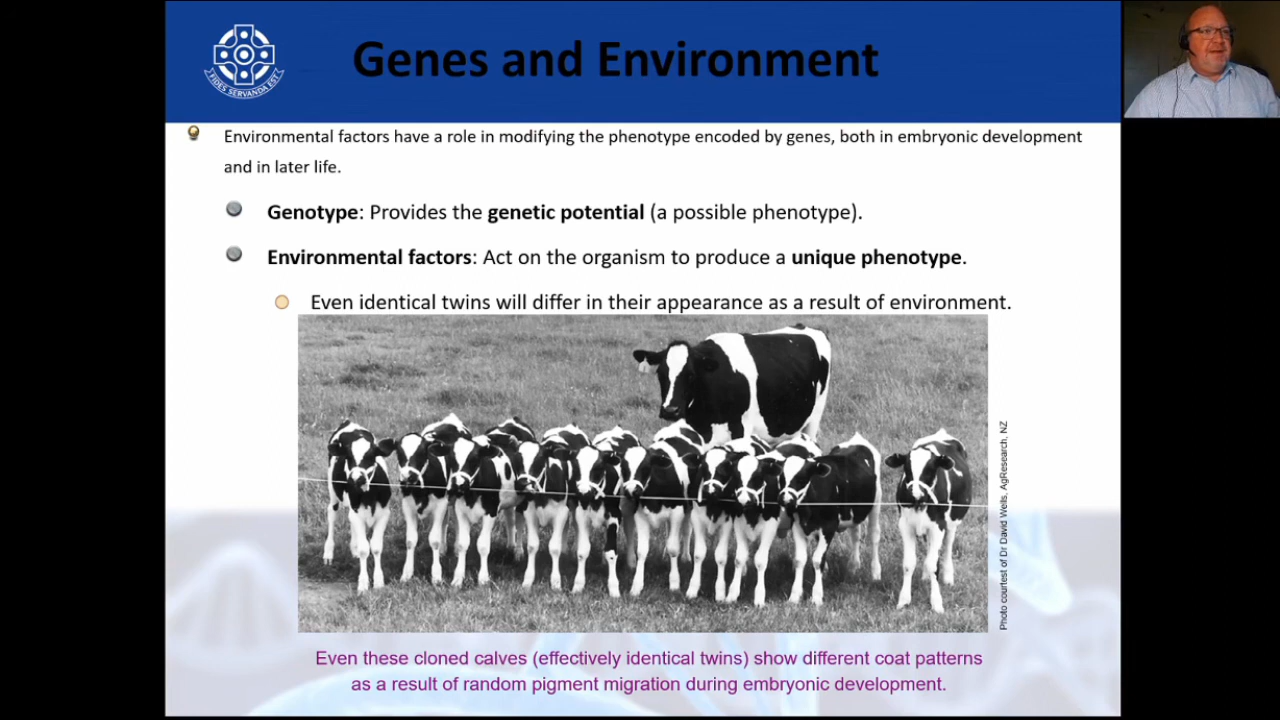 Genes and Environment
FIDES SERVANDA EST
Environmental factors have a role in modifying the phenotype encoded by genes, both in embryonic development
and in later life.
Genotype: Provides the genetic potential (a possible phenotype).
Environmental factors: Act on the organism to produce a unique phenotype.
Even identical twins will differ in their appearance as a result of environment.
Photo courtesy of Dr David Wells, AgResearch, NZ
Even these cloned calves (effectively identical twins) show different coat patterns
as a result of random pigment migration during embryonic development.